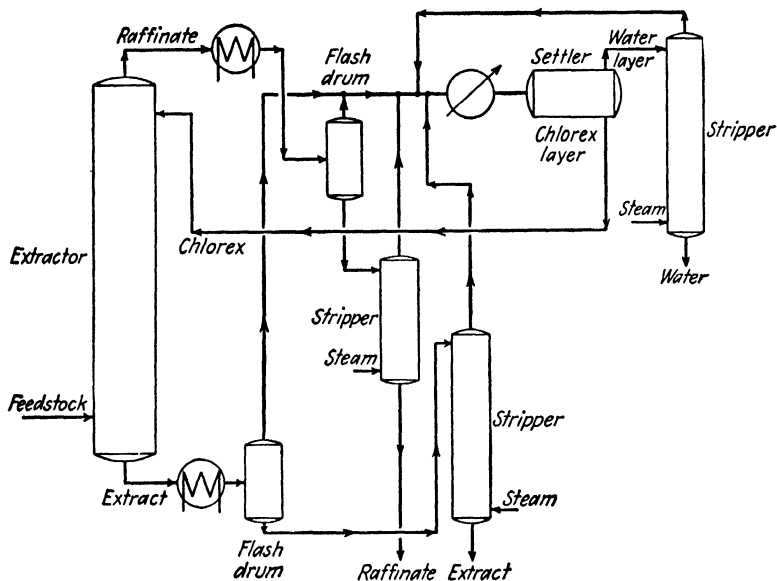 Raffinate
Flash
drum
Settler
Water
layer
Chlorex
layer
Stripper
Steam
Water
Chlorex
Extractor
Stripper
Steam
Feedstock
Stripper
Extract
Steam
Flash
drum
Raffinate
Extract